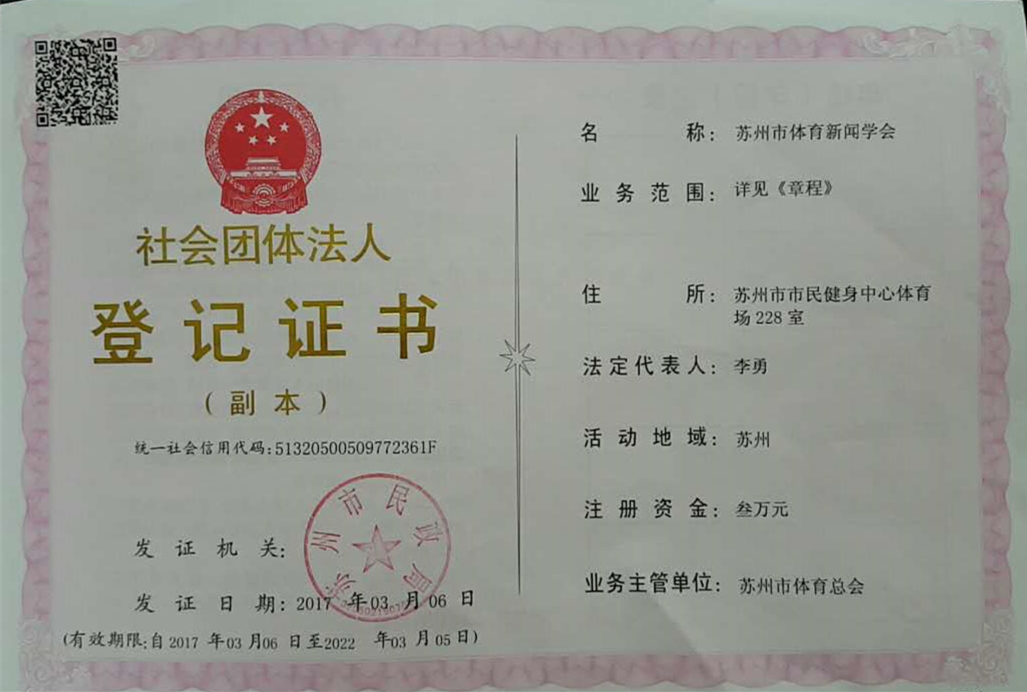 社会团体法人
登记证书
(副本)
统一社会信用代码:51320500509772361F
发证机关:
苏州市民政局
发证日期:2017年03月06日
(有效期限:自2017年03月06日至2022年03月05日)
名称:苏州市体育新闻学会
业务范围:详见《章程》
住所:苏州市市民健身中心体育
场228室
法定代表人:李勇
活动地域:苏州
注册资金:叁万元
业务主管单位:苏州市体育总会